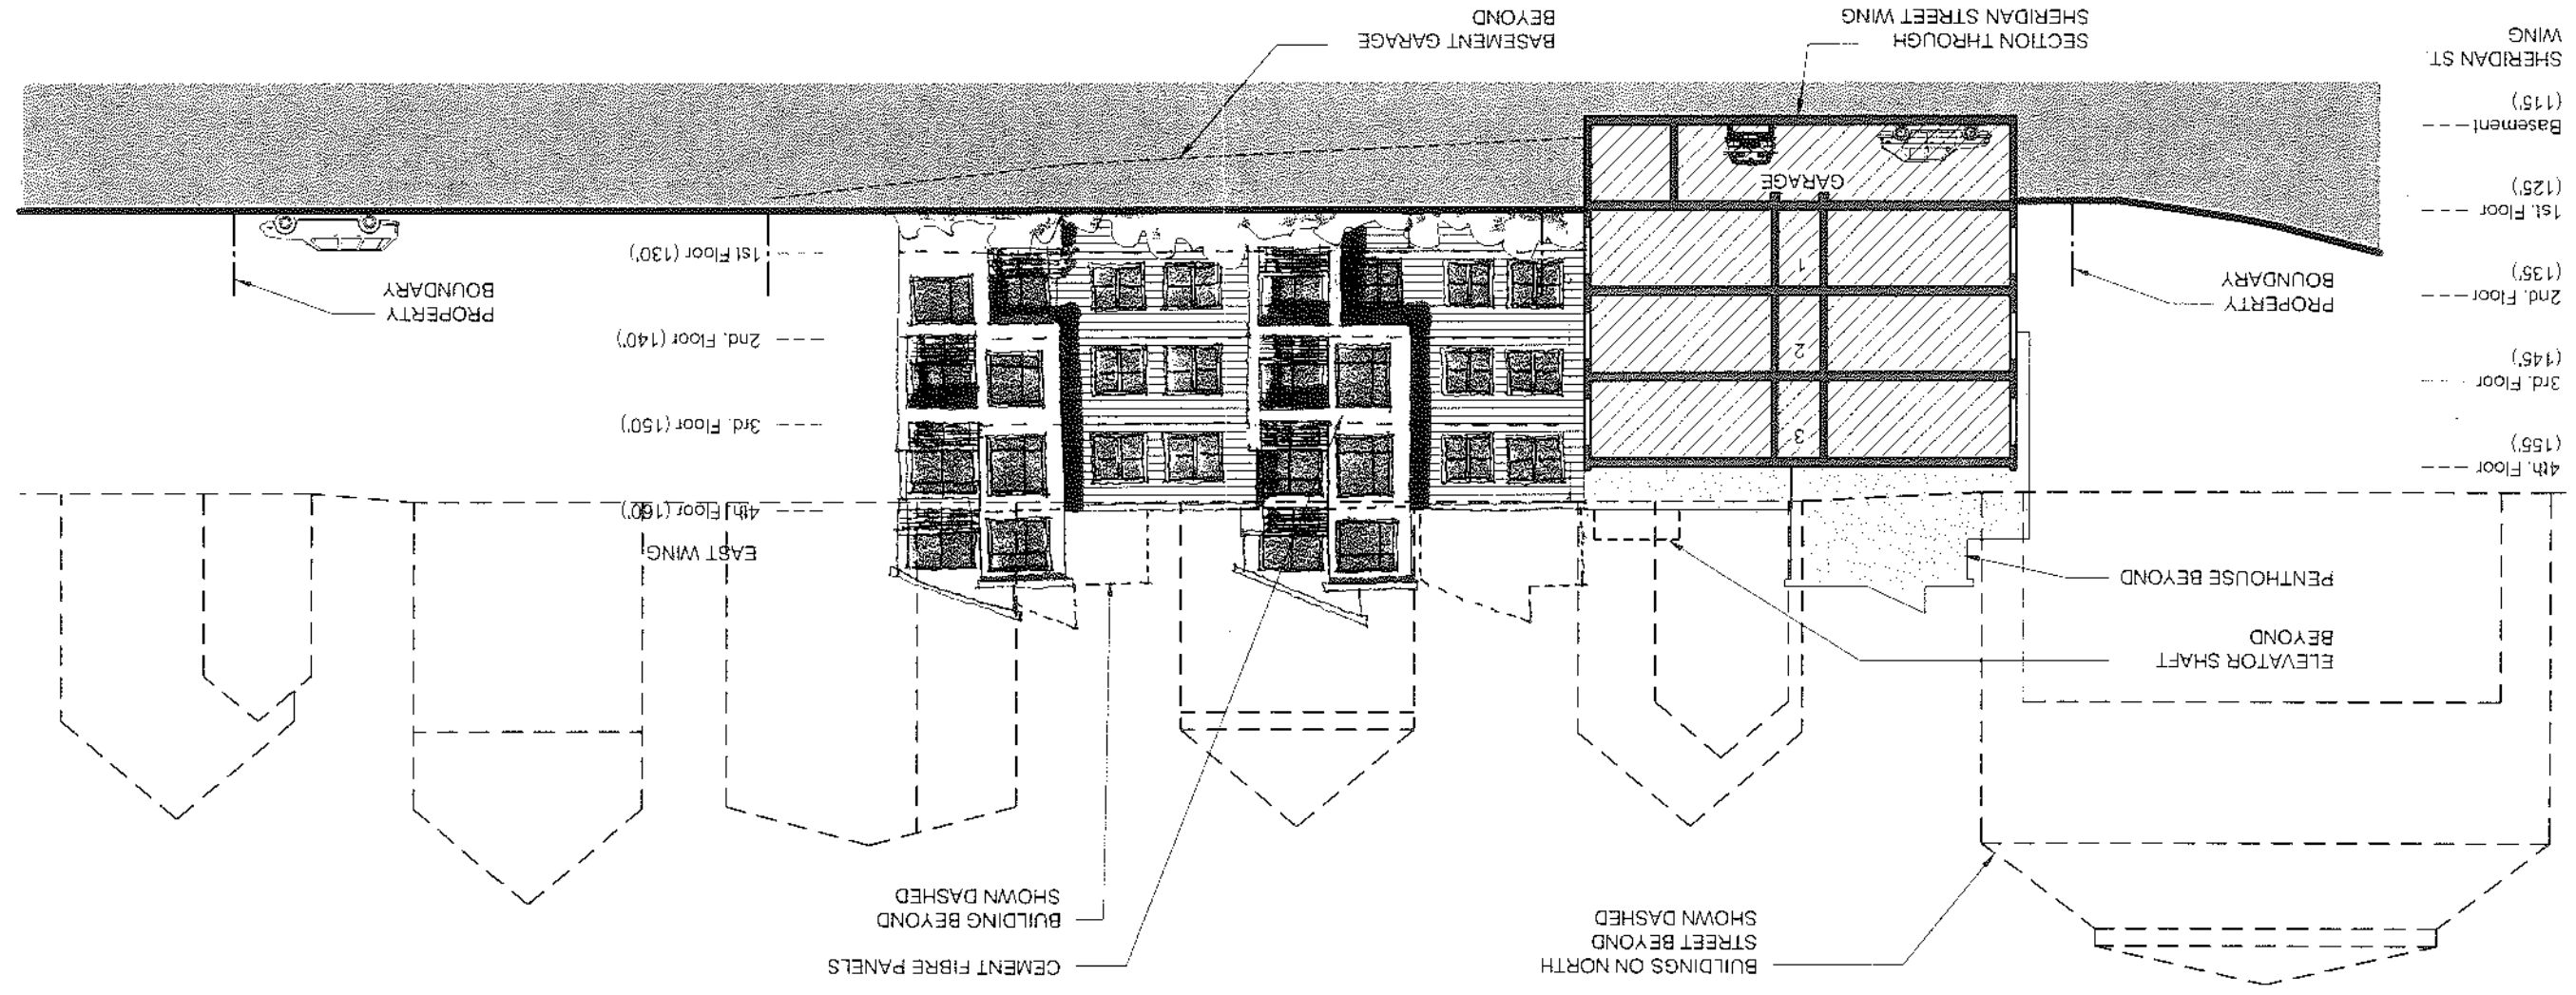 BUILDINGS ON NORTH
STREET BEYOND
SHOWN DASHED
CEMENT FIBRE PANELS
BUILDING BEYOND
SHOWN DASHED
ELEVATOR SHAFT
BEYOND
PENTHOUSE BEYOND
EAST WING
4th. Floor (160')
3rd. Floor (150')
2nd. Floor (140')
1st Floor (130')
4th. Floor
(155')
3rd. Floor
(145')
2nd. Floor
(135')
1st. Floor
(125')
Basement
(115')
SHERIDAN ST.
WING
PROPERTY
BOUNDARY
3
2
1
GARAGE
PROPERTY
BOUNDARY
SECTION THROUGH
SHERIDAN STREET WING
BASEMENT GARAGE
BEYOND